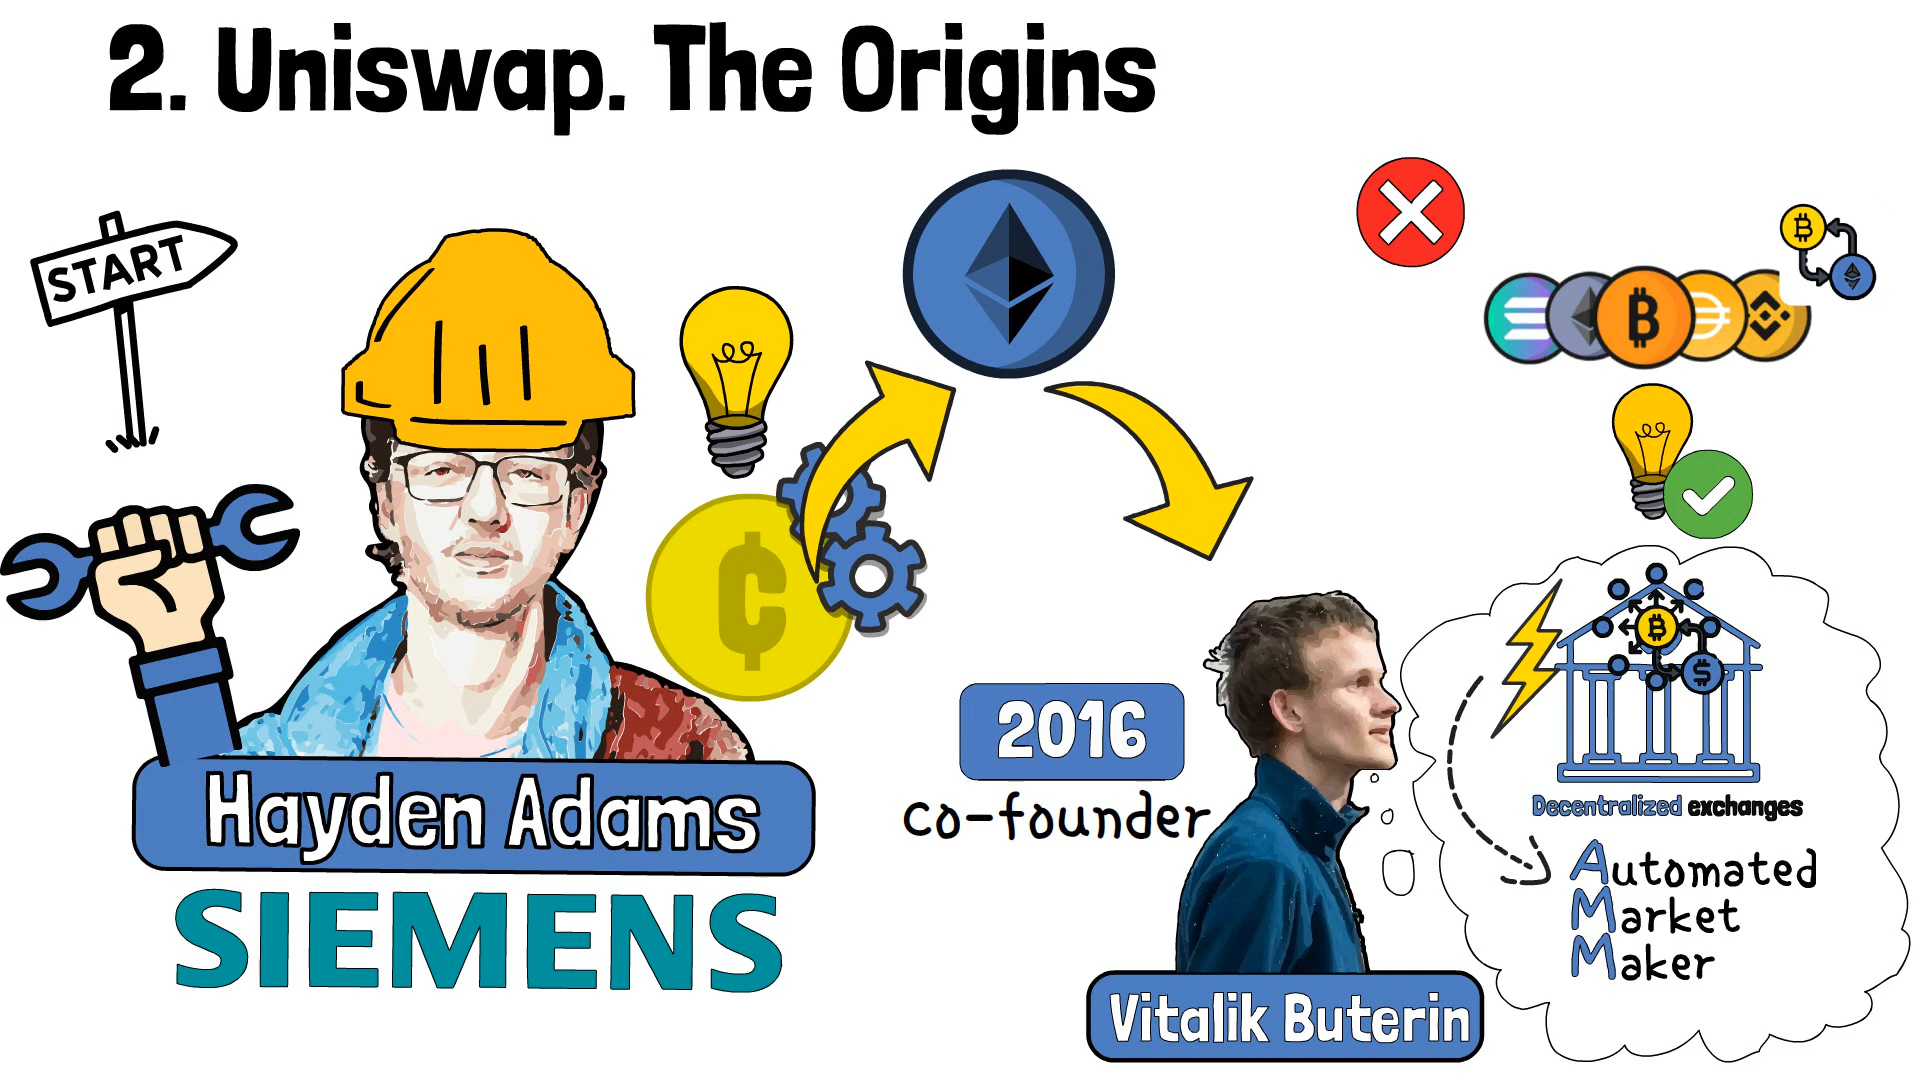 2. Uniswap. The Origins
START
Hayden Adams
SIEMENS
2016
co-founder
Vitalik Buterin
Decentralized exchanges
Automated
Market
Maker